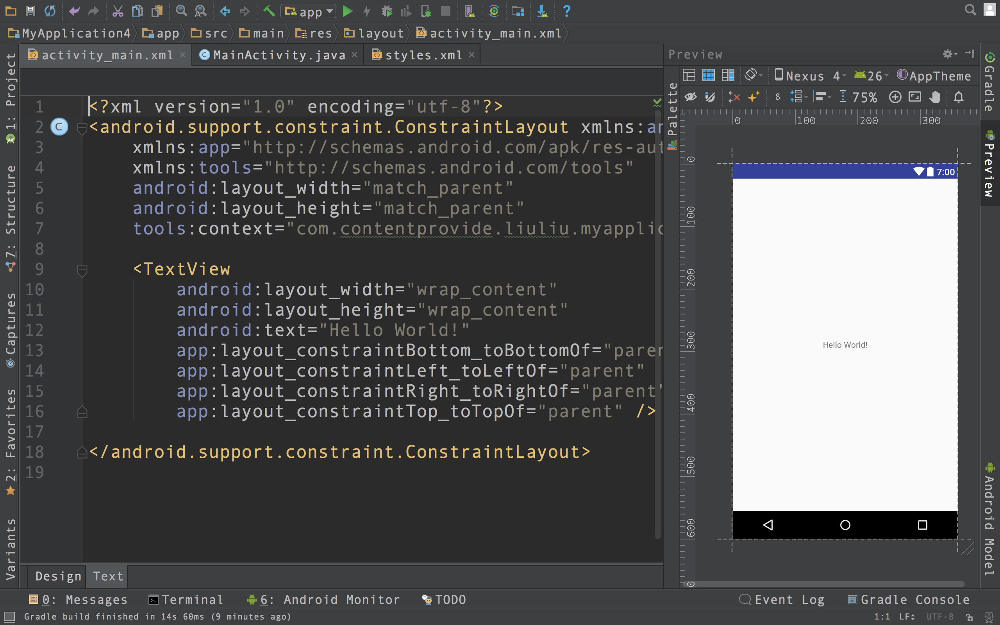 app
MyApplication4 app src main res layout activity_main.xml
activity_main.xml MainActivity.java styles.xml
Preview
Nexus 4 26 AppTheme
8 75%
Palette
0 100 200 300
1: Project
7: Structure
Captures
2: Favorites
Variants
1 <?xml version="1.0" encoding="utf-8"?>
2 <android.support.constraint.ConstraintLayout xmlns:an
3 xmlns:app="http://schemas.android.com/apk/res-aut
4 xmlns:tools="http://schemas.android.com/tools"
5 android:layout_width="match_parent"
6 android:layout_height="match_parent"
7 tools:context="com.contentprovide.liuliu.myapplic
8
9 <TextView
10 android:layout_width="wrap_content"
11 android:layout_height="wrap_content"
12 android:text="Hello World!"
13 app:layout_constraintBottom_toBottomOf="paren
14 app:layout_constraintLeft_toLeftOf="parent"
15 app:layout_constraintRight_toRightOf="parent"
16 app:layout_constraintTop_toTopOf="parent" />
17
18 </android.support.constraint.ConstraintLayout>
19
0
100
200
300
400
500
600
0
7:00
Hello World!
Gradle
Preview
Android Model
Design Text
0: Messages Terminal 6: Android Monitor TODO Event Log Gradle Console
Gradle build finished in 14s 60ms (9 minutes ago) 1:1 LF UTF-8